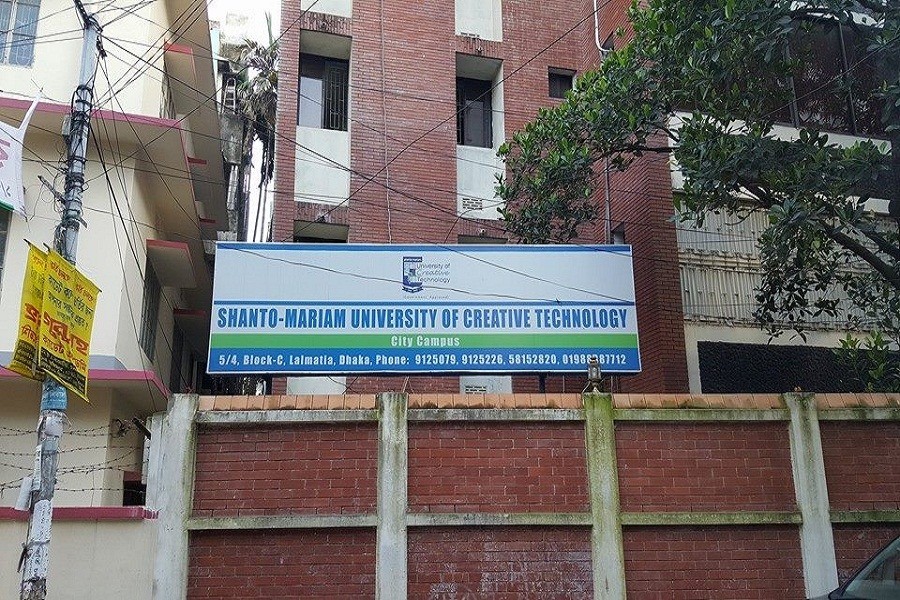 University of
Creative
Technology
SHANTO-MARIAM UNIVERSITY OF CREATIVE TECHNOLOGY
City Campus
5/4, Block-C, Lalmatia, Dhaka, Phone: 9125079, 9125226, 58152820,